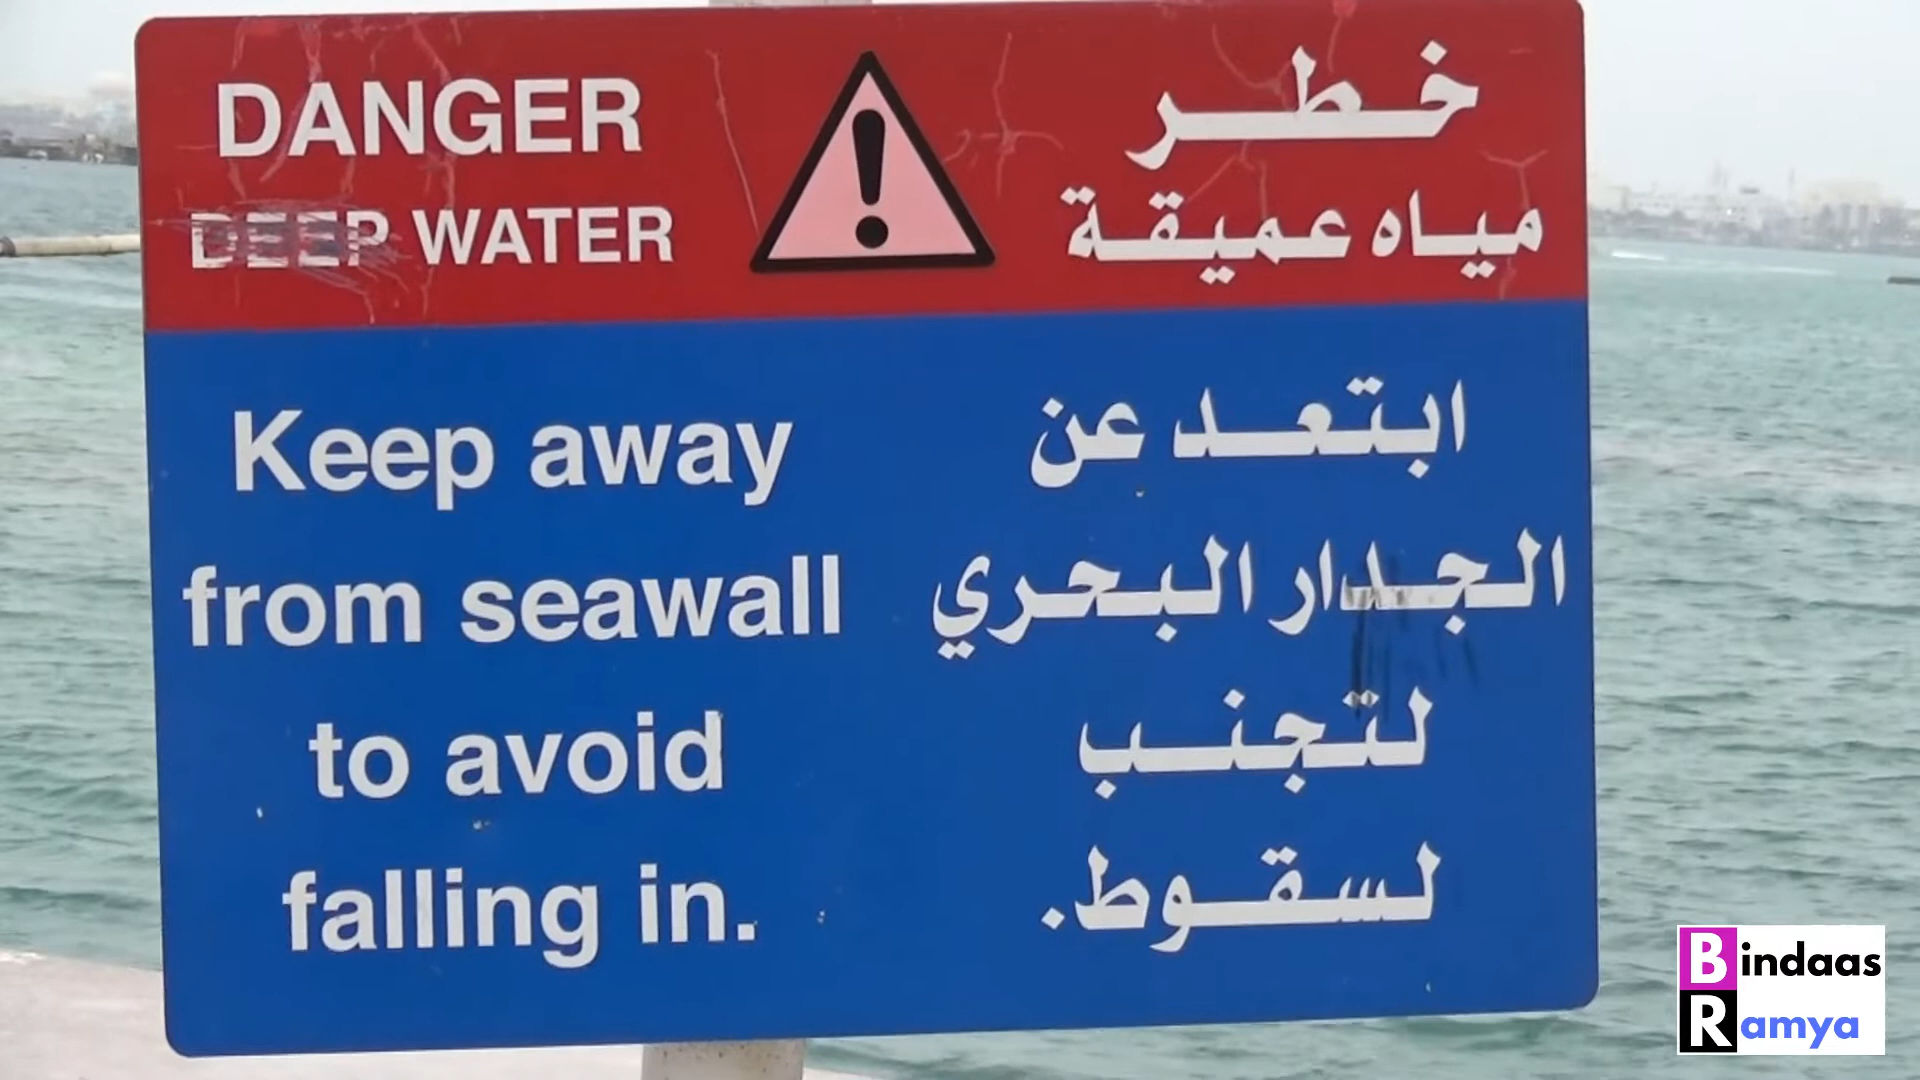 DANGER
DEEP WATER
خطر
مياه عميقة
Keep away
from seawall
to avoid
falling in.
ابتعد عن
الجدار البحري
لتجنب
لسقوط.
Bindaas
Ramya